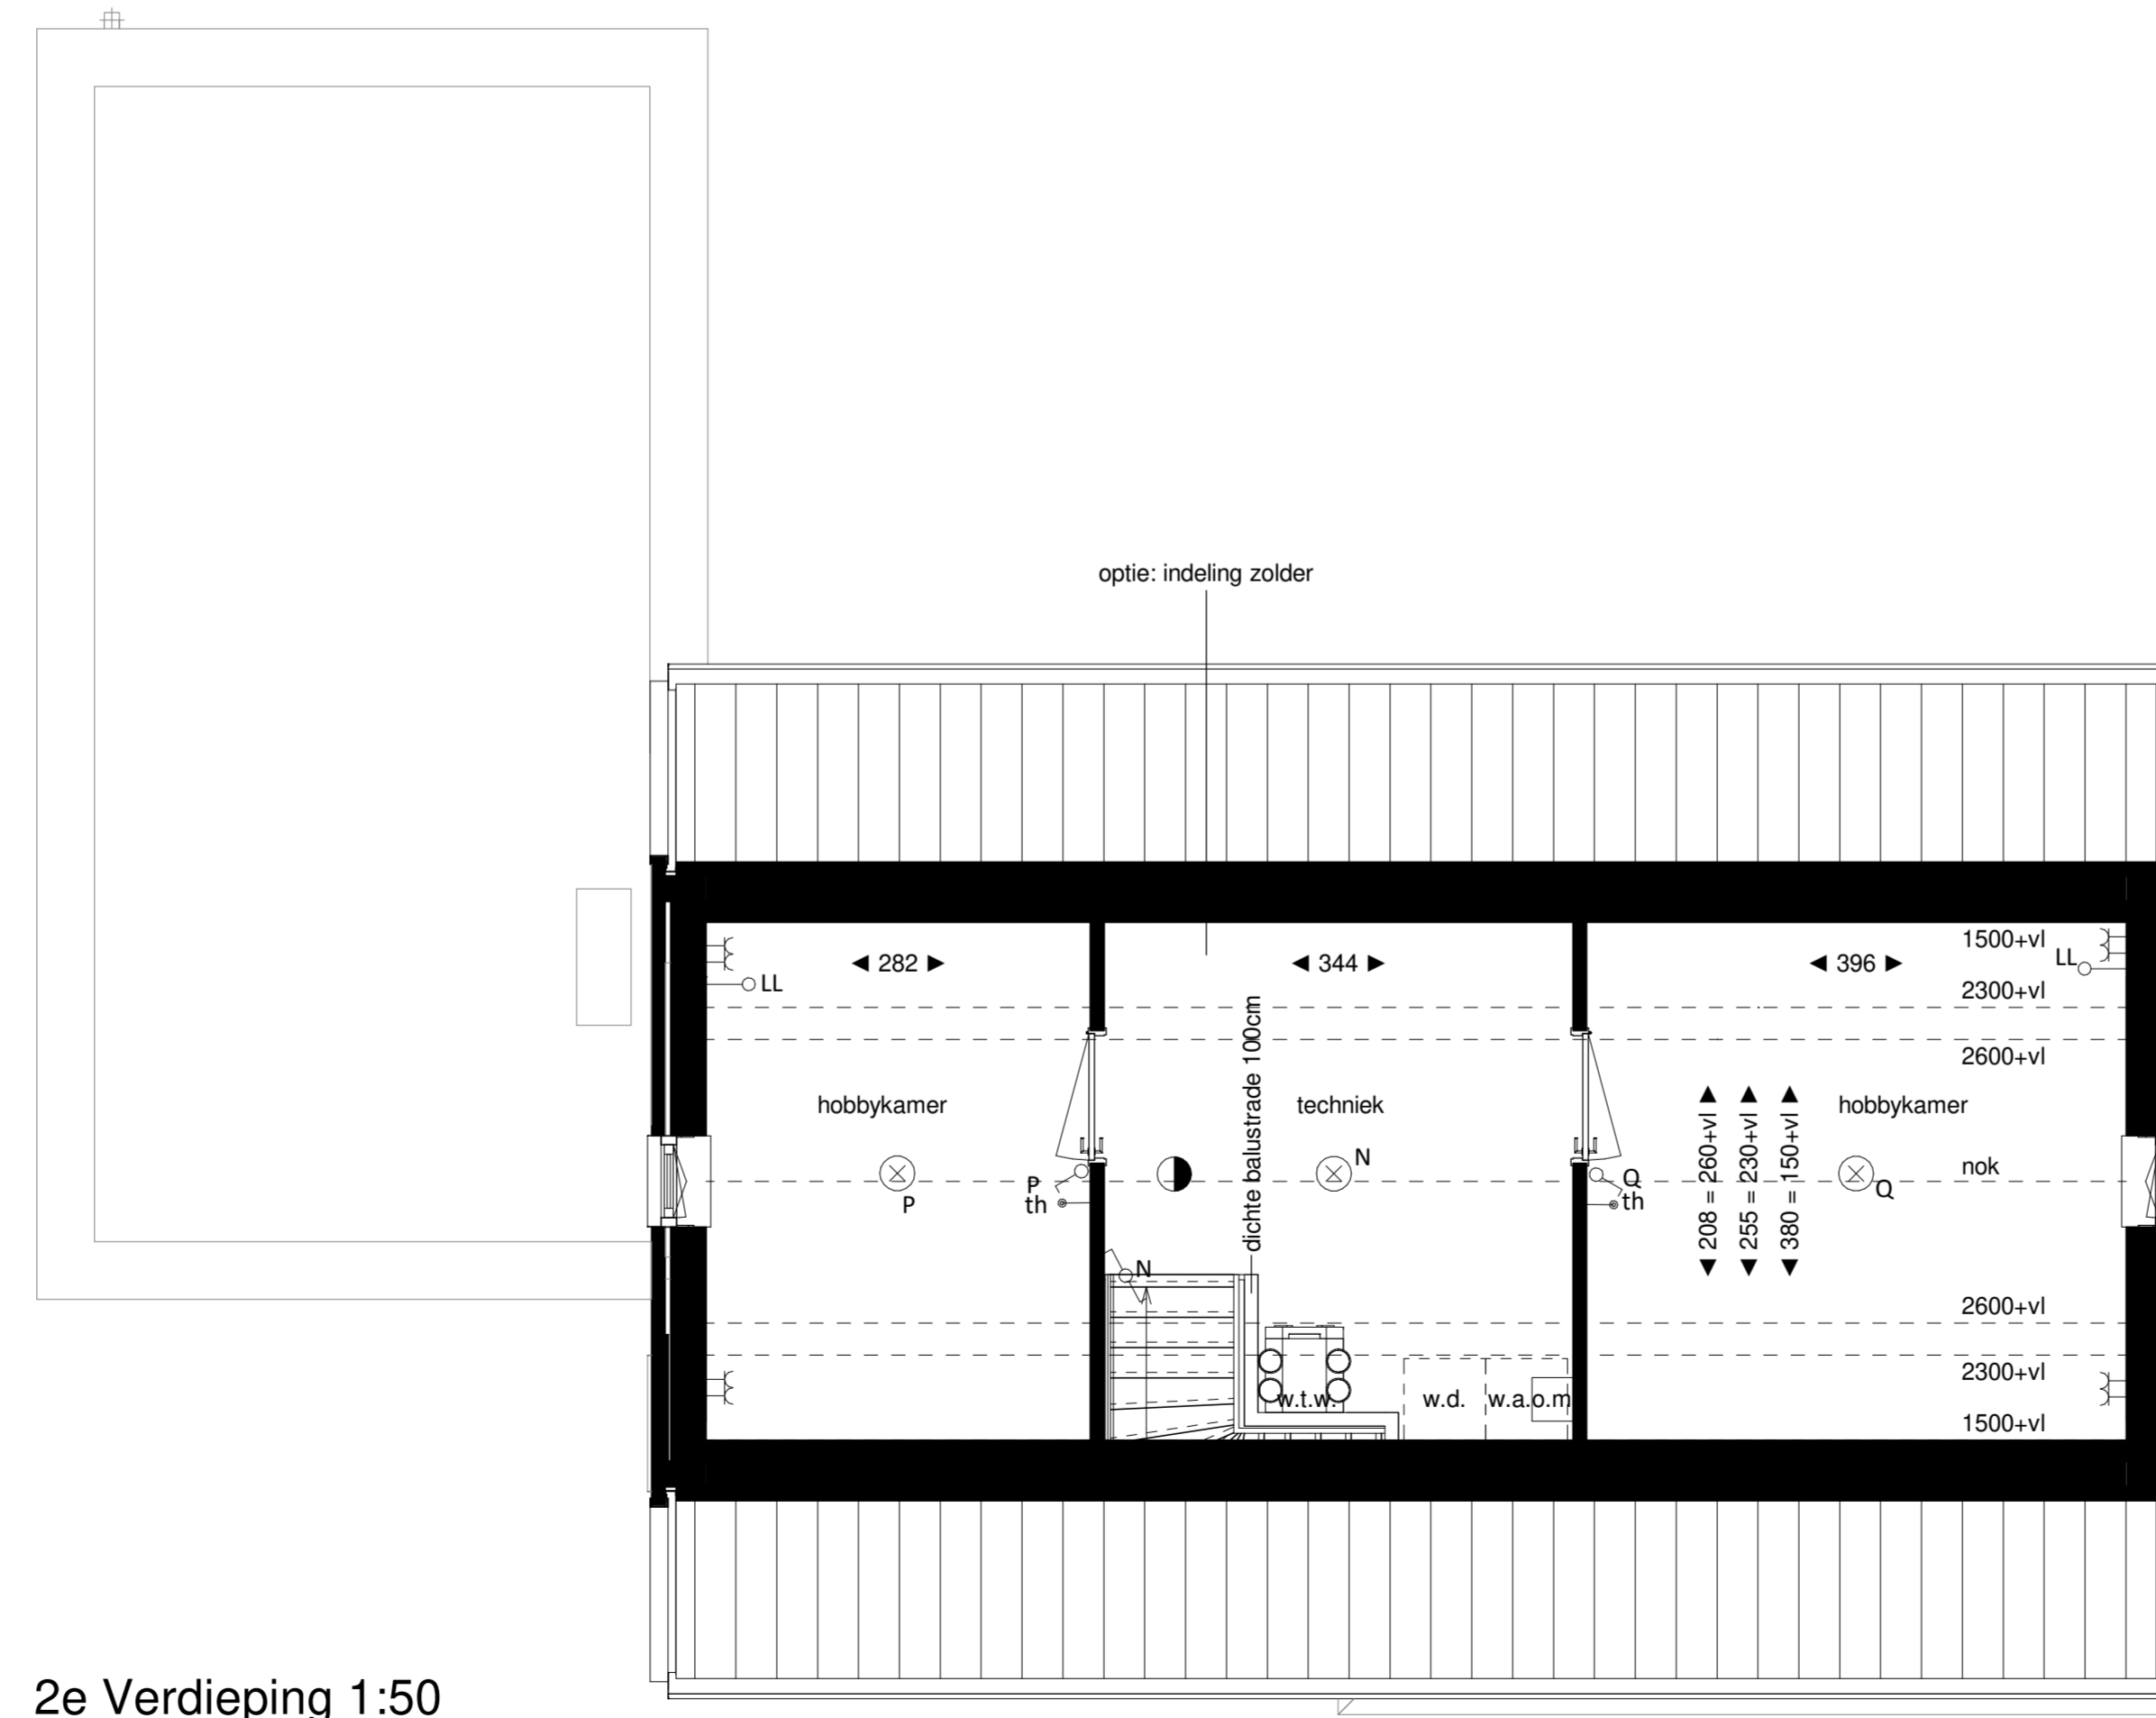 optie: indeling zolder
◄ 282 ►
◄ 344 ►
◄ 396 ►
1500+vl
LL
LL
2300+vl
2600+vl
dichte balustrade 100cm
hobbykamer
techniek
hobbykamer
◄ 208 = 260+vl ►
◄ 255 = 230+vl ►
◄ 380 = 150+vl ►
N
nok
P
th
P
Q
th
Q
N
2600+vl
2300+vl
w.t.w.
w.d.
w.a.o.m
1500+vl
2e Verdieping 1:50